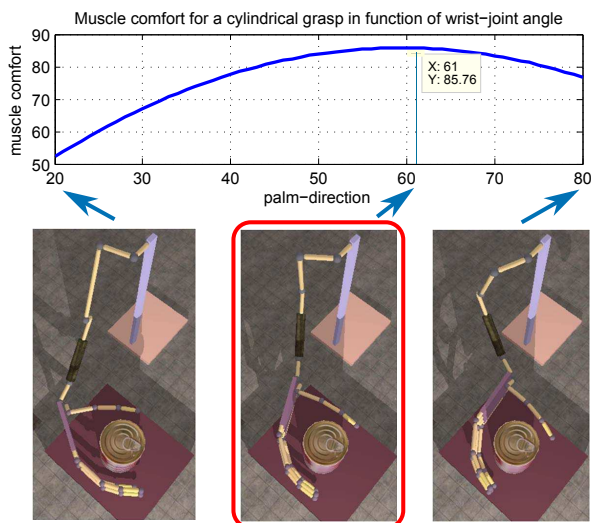 Muscle comfort for a cylindrical grasp in function of wrist−joint angle
90
80
70
60
50
muscle comfort
X: 61
Y: 85.76
20 30 40 50 60 70 80
palm−direction